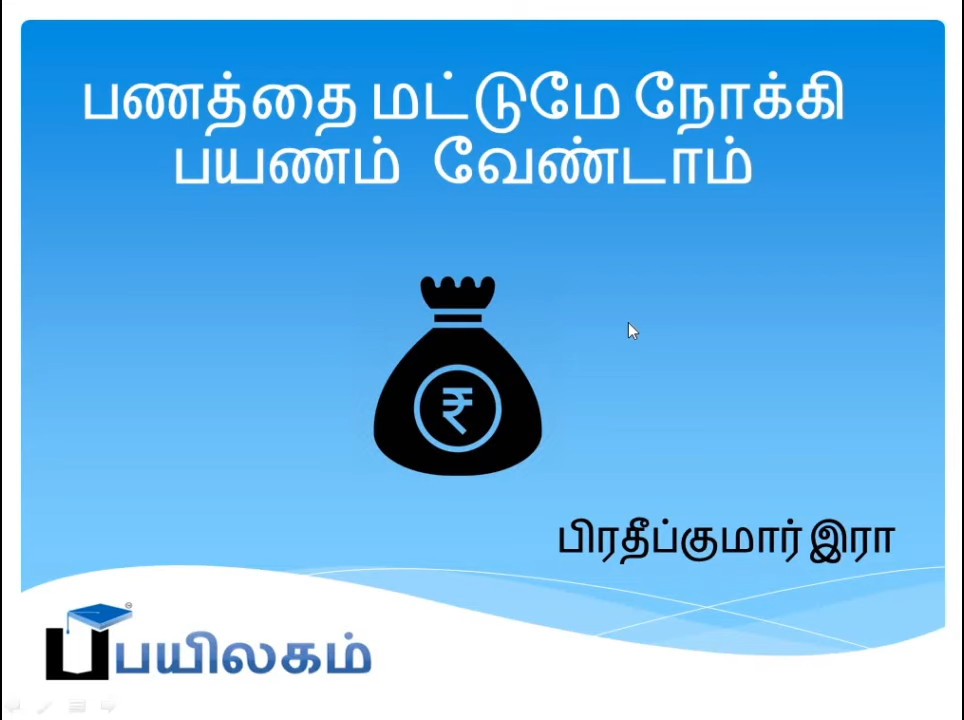 பணத்தை மட்டுமே நோக்கி
பயணம் வேண்டாம்
₹
பிரதீப்குமார் இரா
பயிலகம்